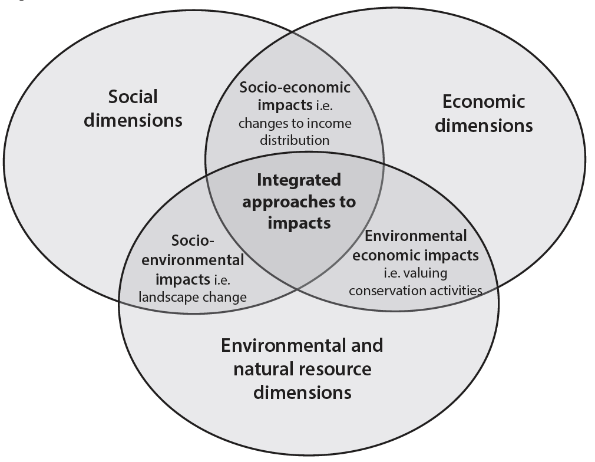 Social
dimensions
Socio-economic
impacts i.e.
changes to income
distribution
Economic
dimensions
Integrated
approaches to
impacts
Socio-
environmental
impacts i.e.
landscape change
Environmental
economic impacts
i.e. valuing
conservation activities
Environmental and
natural resource
dimensions